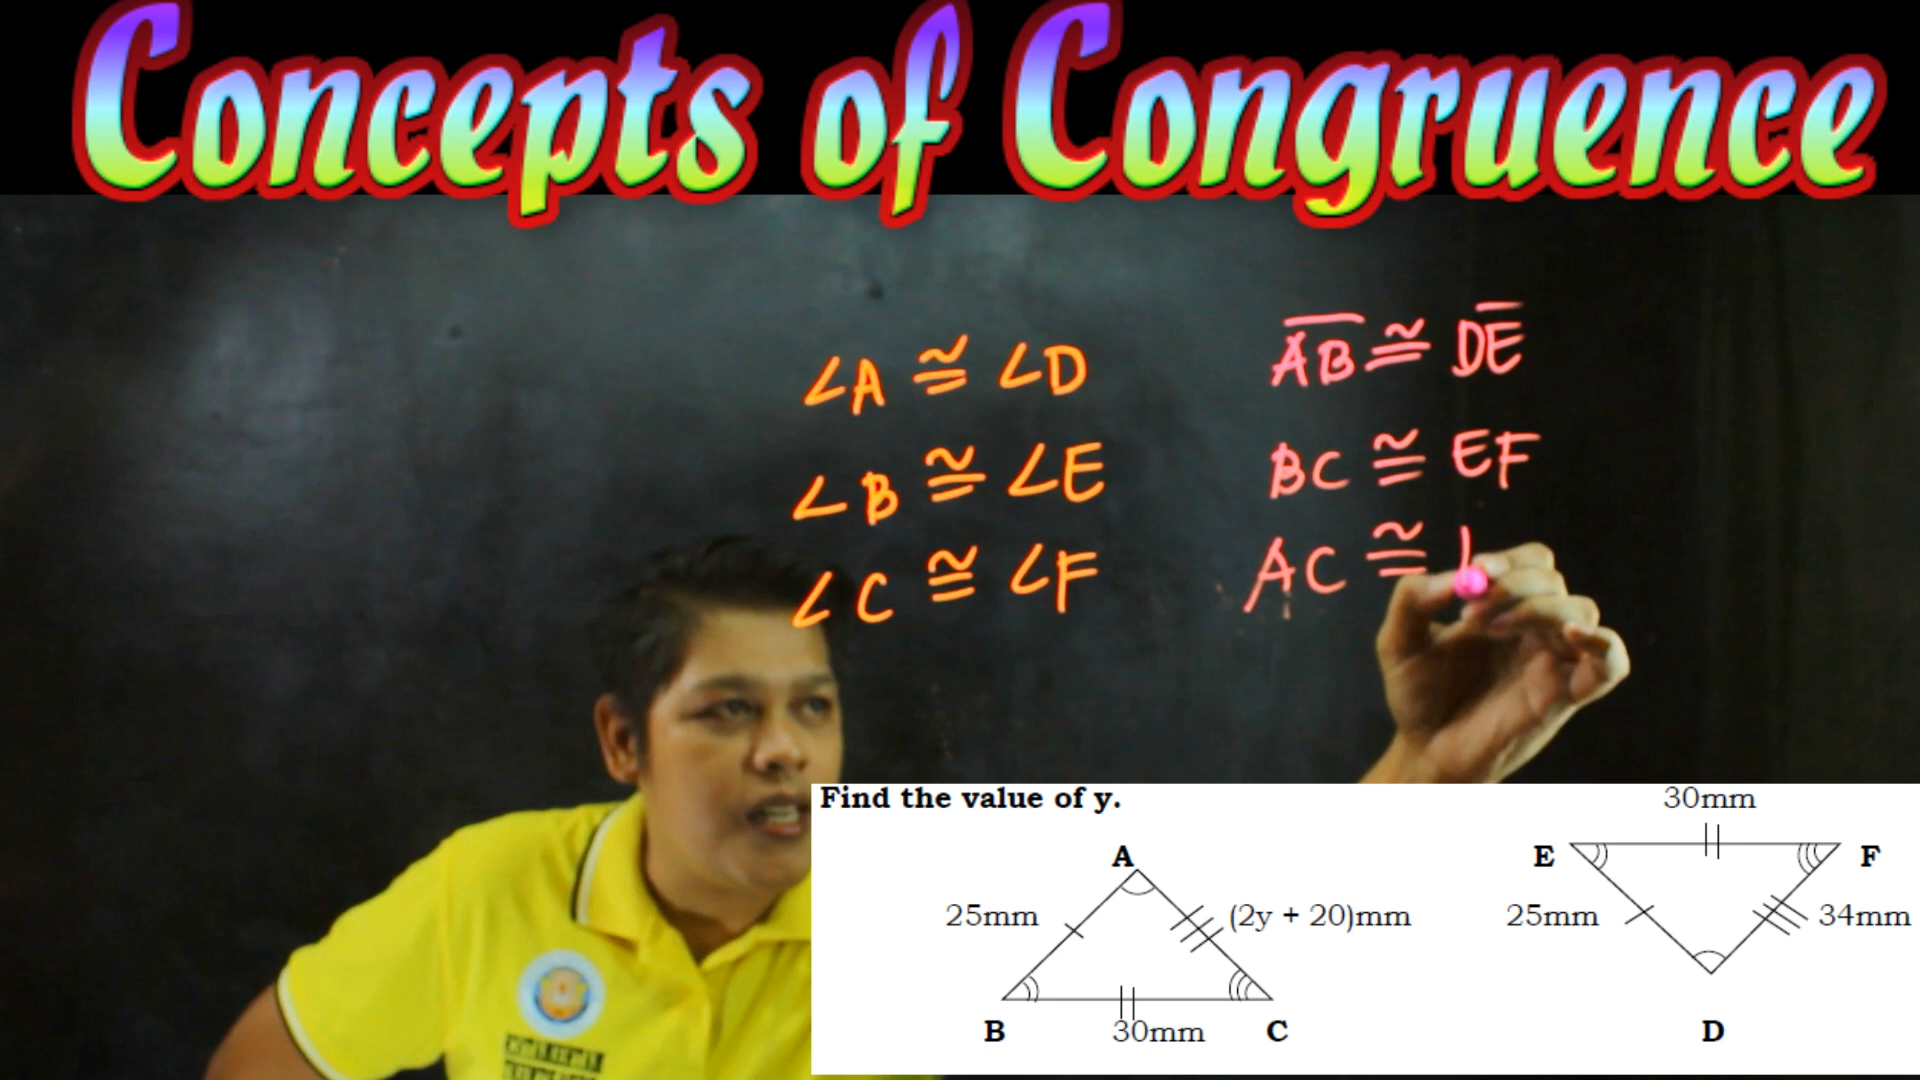 Concepts of Congruence
∠A ≅ ∠D
∠B ≅ ∠E
∠C ≅ ∠F
AB ≅ DE
BC ≅ EF
AC ≅
Find the value of y.
A
25mm
(2y + 20)mm
B
30mm
C
30mm
E
F
25mm
34mm
D